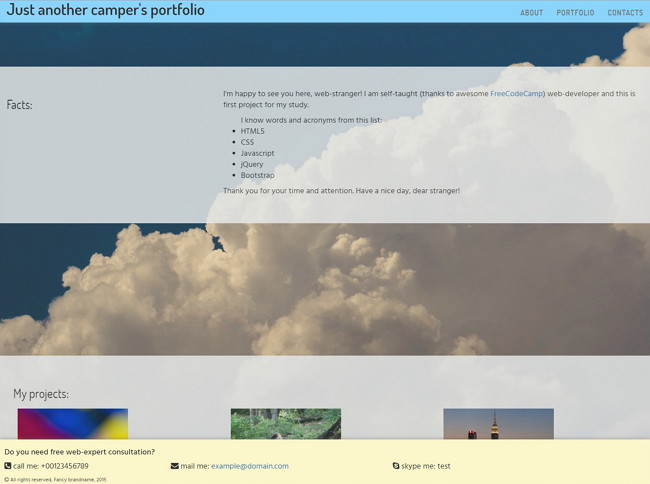 Just another camper's portfolio
ABOUT PORTFOLIO CONTACTS
Facts:
I'm happy to see you here, web-stranger! I am self-taught (thanks to awesome FreeCodeCamp) web-developer and this is
first project for my study.
I know words and acronyms from this list:
• HTML5
• CSS
• Javascript
• jQuery
• Bootstrap
Thank you for your time and attention. Have a nice day, dear stranger!
My projects:
Do you need free web-expert consultation?
call me: +00123456789 mail me: example@domain.com skype me: test
© All rights reserved, Fancy brandname, 2015